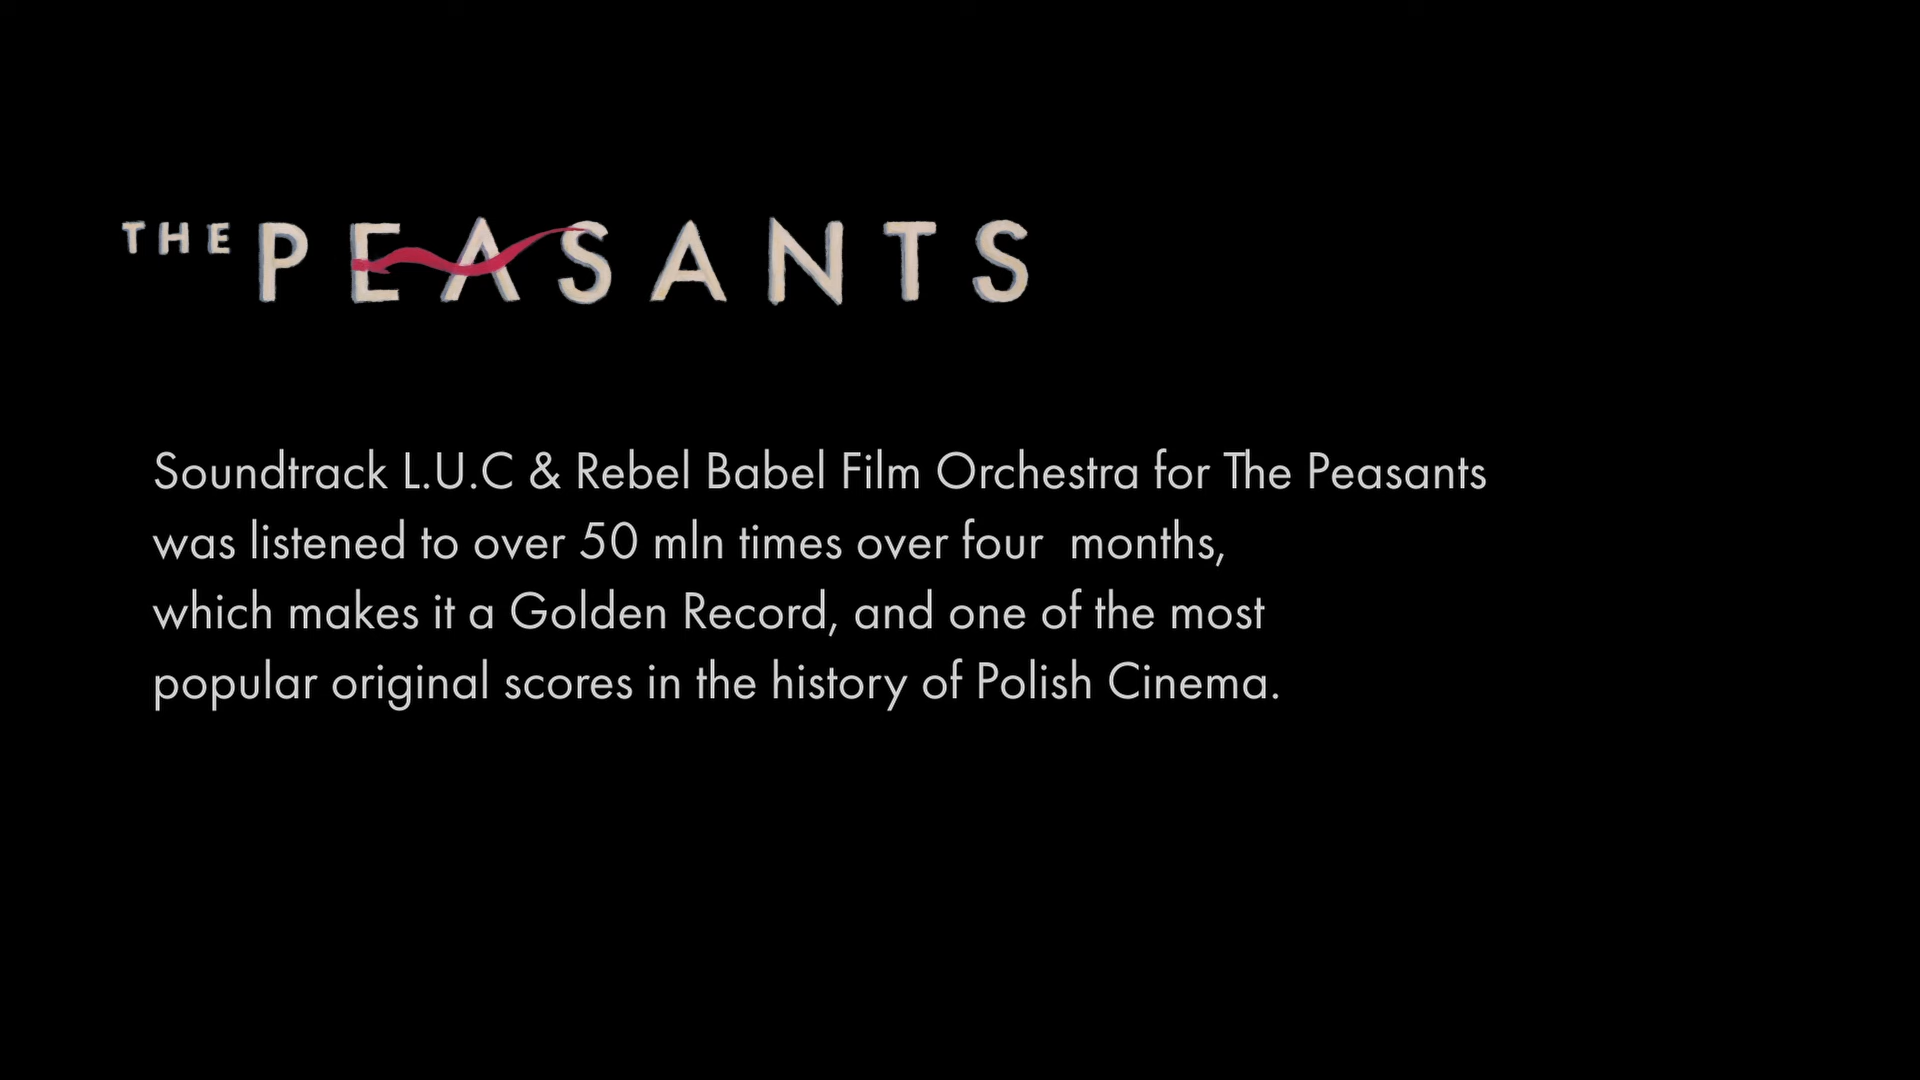 THE PEASANTS
Soundtrack L.U.C & Rebel Babel Film Orchestra for The Peasants
was listened to over 50 mln times over four  months,
which makes it a Golden Record, and one of the most
popular original scores in the history of Polish Cinema.